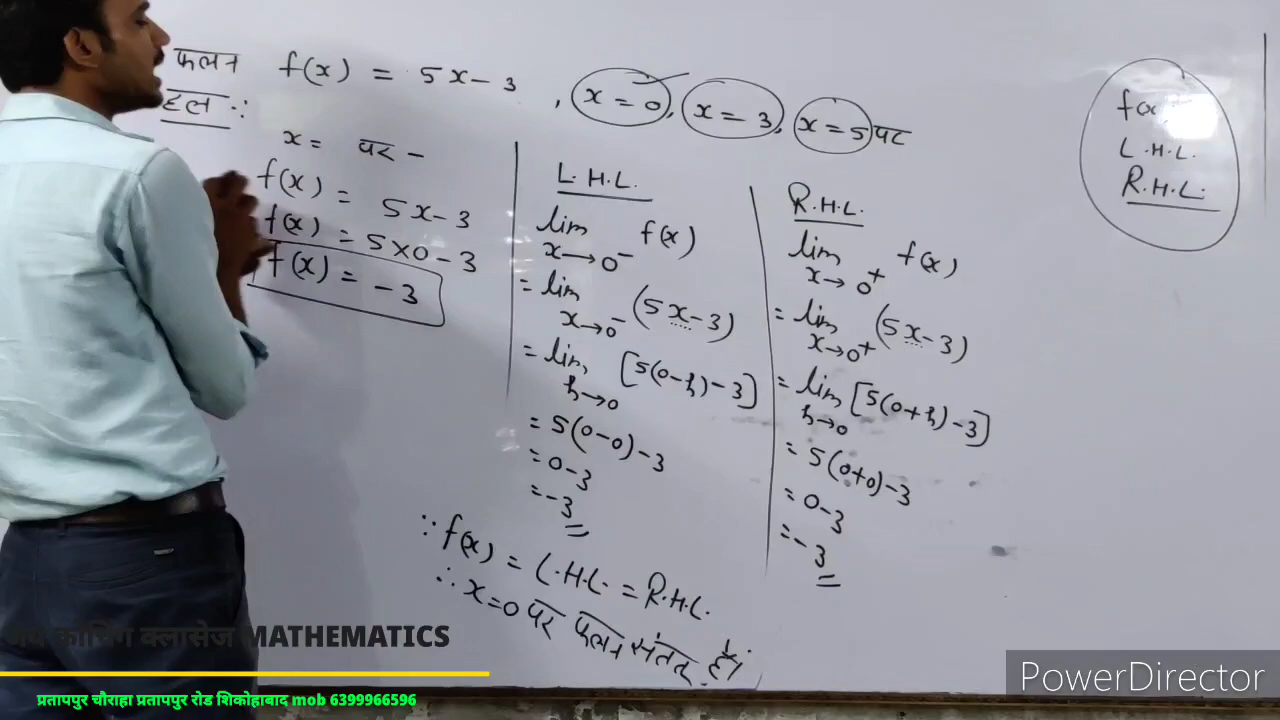 फलन f(x) = 5x-3 , x=0, x=3, x=5 पर
हल :
x= पर -
f(x) = 5x-3
f(x) = 5×0-3
f(x) = -3
L.H.L.
lim f(x)
x→0⁻
= lim (5x-3)
x→0⁻
= lim [5(0-h)-3]
h→0
= 5(0-0)-3
= 0-3
= -3
R.H.L.
lim f(x)
x→0⁺
= lim (5x-3)
x→0⁺
= lim [5(0+h)-3]
h→0
= 5(0+0)-3
= 0-3
= -3
∵ f(x) = L.H.L. = R.H.L.
∴ x=0 पर फलन संतत है।
L.H.L.
R.H.L.
कोचिंग क्लासेज MATHEMATICS
प्रतापपुर चौराहा प्रतापपुर रोड शिकोहाबाद mob 6399966596
PowerDirector